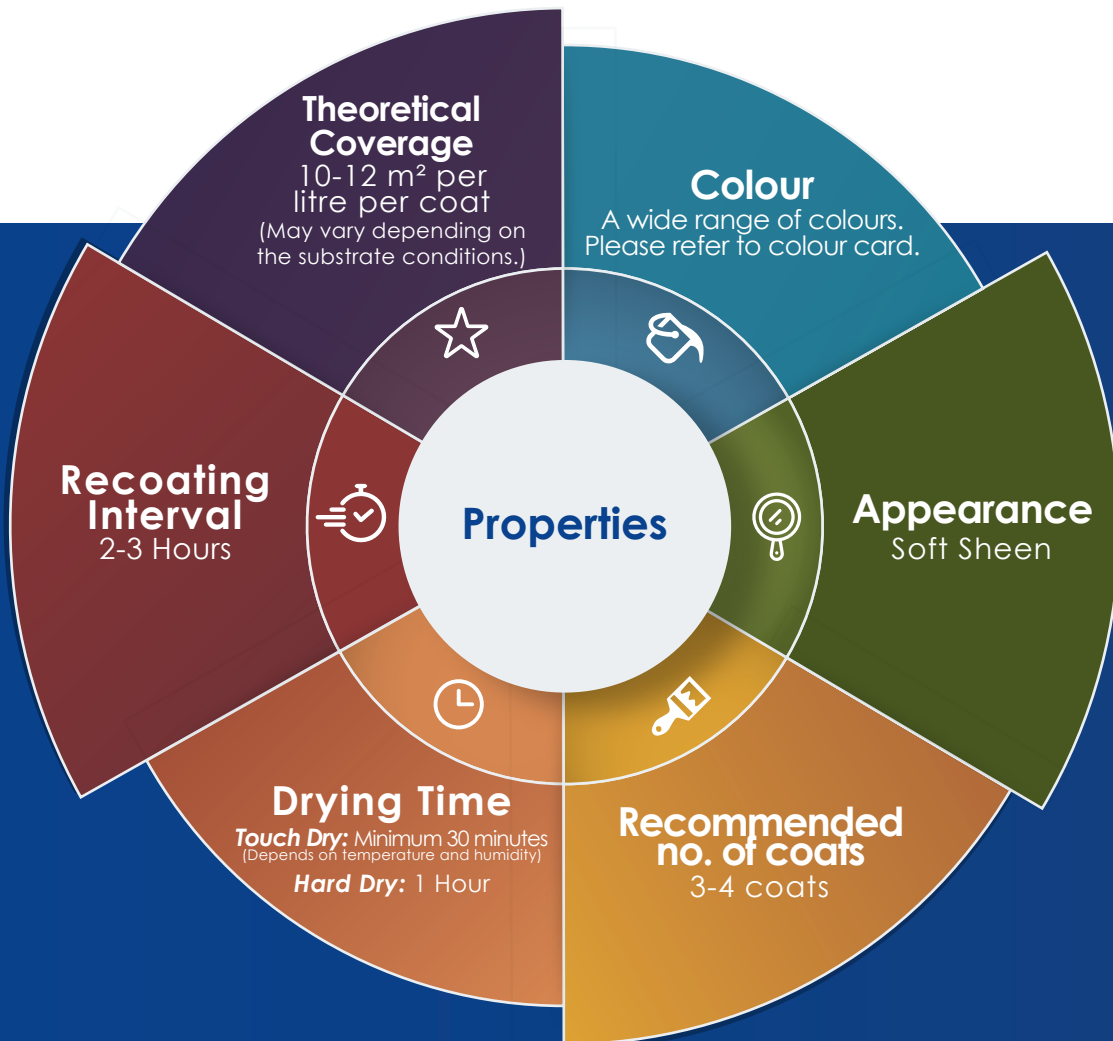 Theoretical
Coverage
10-12 m² per
litre per coat
(May vary depending on
the substrate conditions.)
Colour
A wide range of colours.
Please refer to colour card.
Recoating
Interval
2-3 Hours
Properties
Appearance
Soft Sheen
Drying Time
Touch Dry: Minimum 30 minutes
(Depends on temperature and humidity)
Hard Dry: 1 Hour
Recommended
no. of coats
3-4 coats